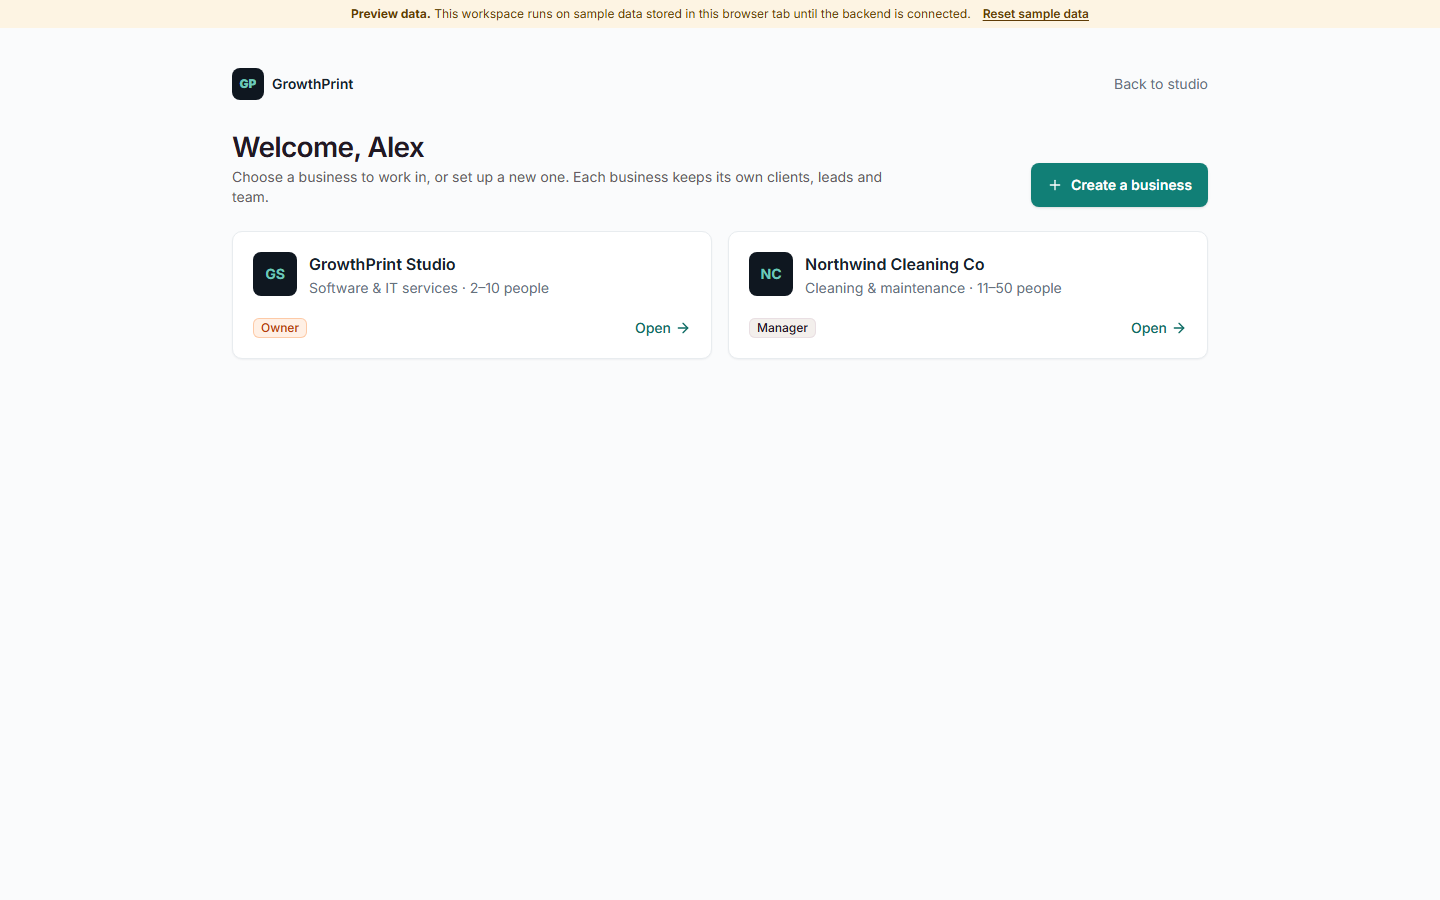 Preview data. This workspace runs on sample data stored in this browser tab until the backend is connected. Reset sample data
GP GrowthPrint
Back to studio
Welcome, Alex
Choose a business to work in, or set up a new one. Each business keeps its own clients, leads and
team.
+ Create a business
GS
GrowthPrint Studio
Software & IT services · 2–10 people
Owner
Open →
NC
Northwind Cleaning Co
Cleaning & maintenance · 11–50 people
Manager
Open →